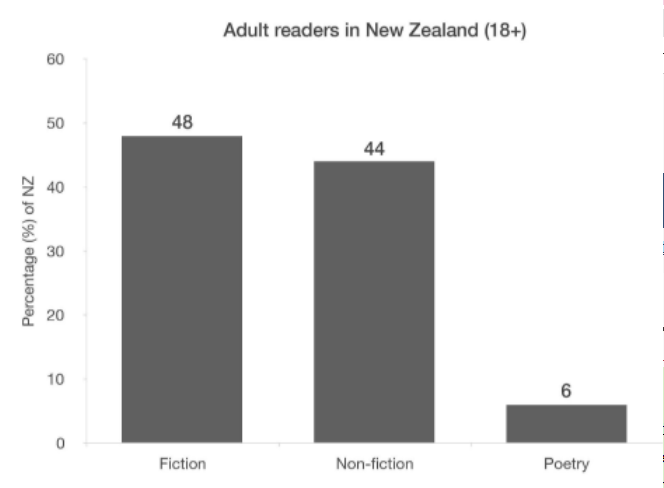 Adult readers in New Zealand (18+)
Percentage (%) of NZ
60
50
40
30
20
10
0
48
44
6
Fiction
Non-fiction
Poetry